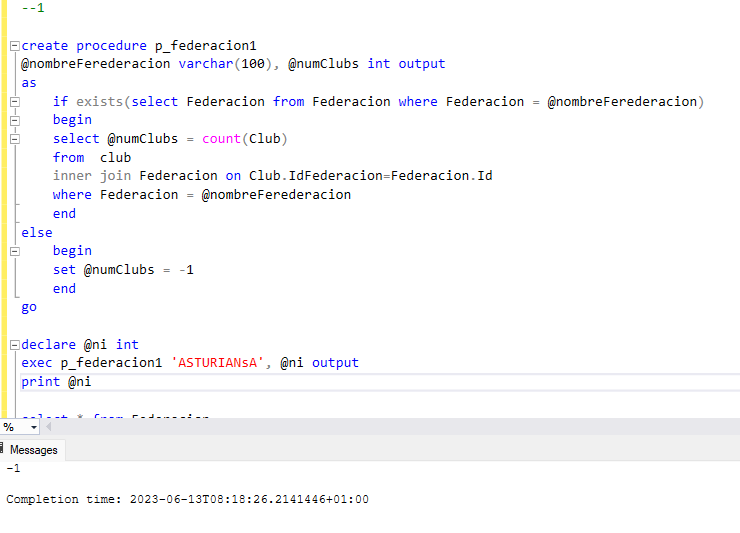 --1
create procedure p_federacion1
@nombreFerederacion varchar(100), @numClubs int output
as
if exists(select Federacion from Federacion where Federacion = @nombreFerederacion)
begin
select @numClubs = count(Club)
from  club
inner join Federacion on Club.IdFederacion=Federacion.Id
where Federacion = @nombreFerederacion
end
else
begin
set @numClubs = -1
end
go
declare @ni int
exec p_federacion1 'ASTURIANsA', @ni output
print @ni
select * from Federacion
%
Messages
-1
Completion time: 2023-06-13T08:18:26.2141446+01:00